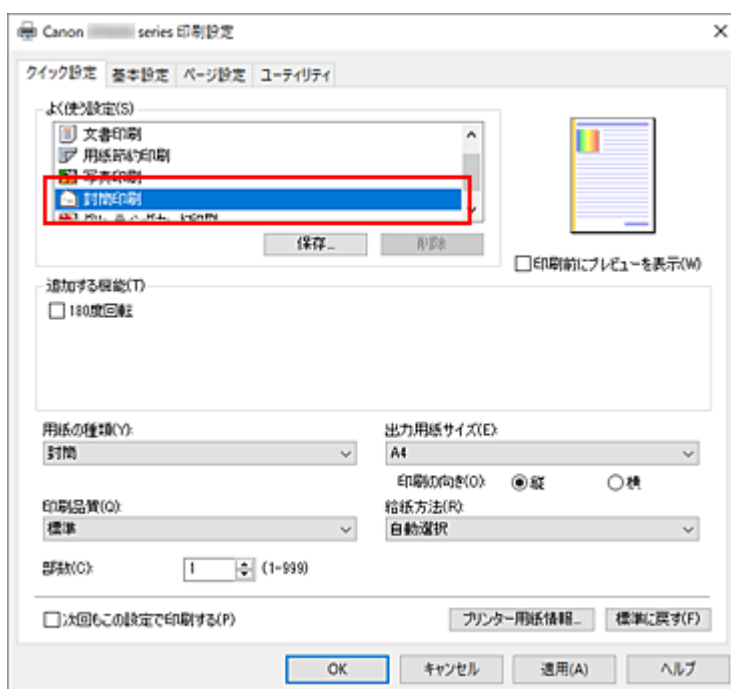 Canon series 印刷設定
クイック設定 基本設定 ページ設定 ユーティリティ
よく使う設定(S)
文書印刷
用紙節約印刷
写真印刷
封筒印刷
保存...
削除
印刷前にプレビューを表示(W)
追加する機能(T)
180度回転
用紙の種類(Y):
封筒
出力用紙サイズ(E):
A4
印刷の向き(O): 縦 横
印刷品質(Q):
標準
給紙方法(R):
自動選択
部数(C): 1 (1-999)
次回もこの設定で印刷する(P)
プリンター用紙情報... 標準に戻す(F)
OK キャンセル 適用(A) ヘルプ